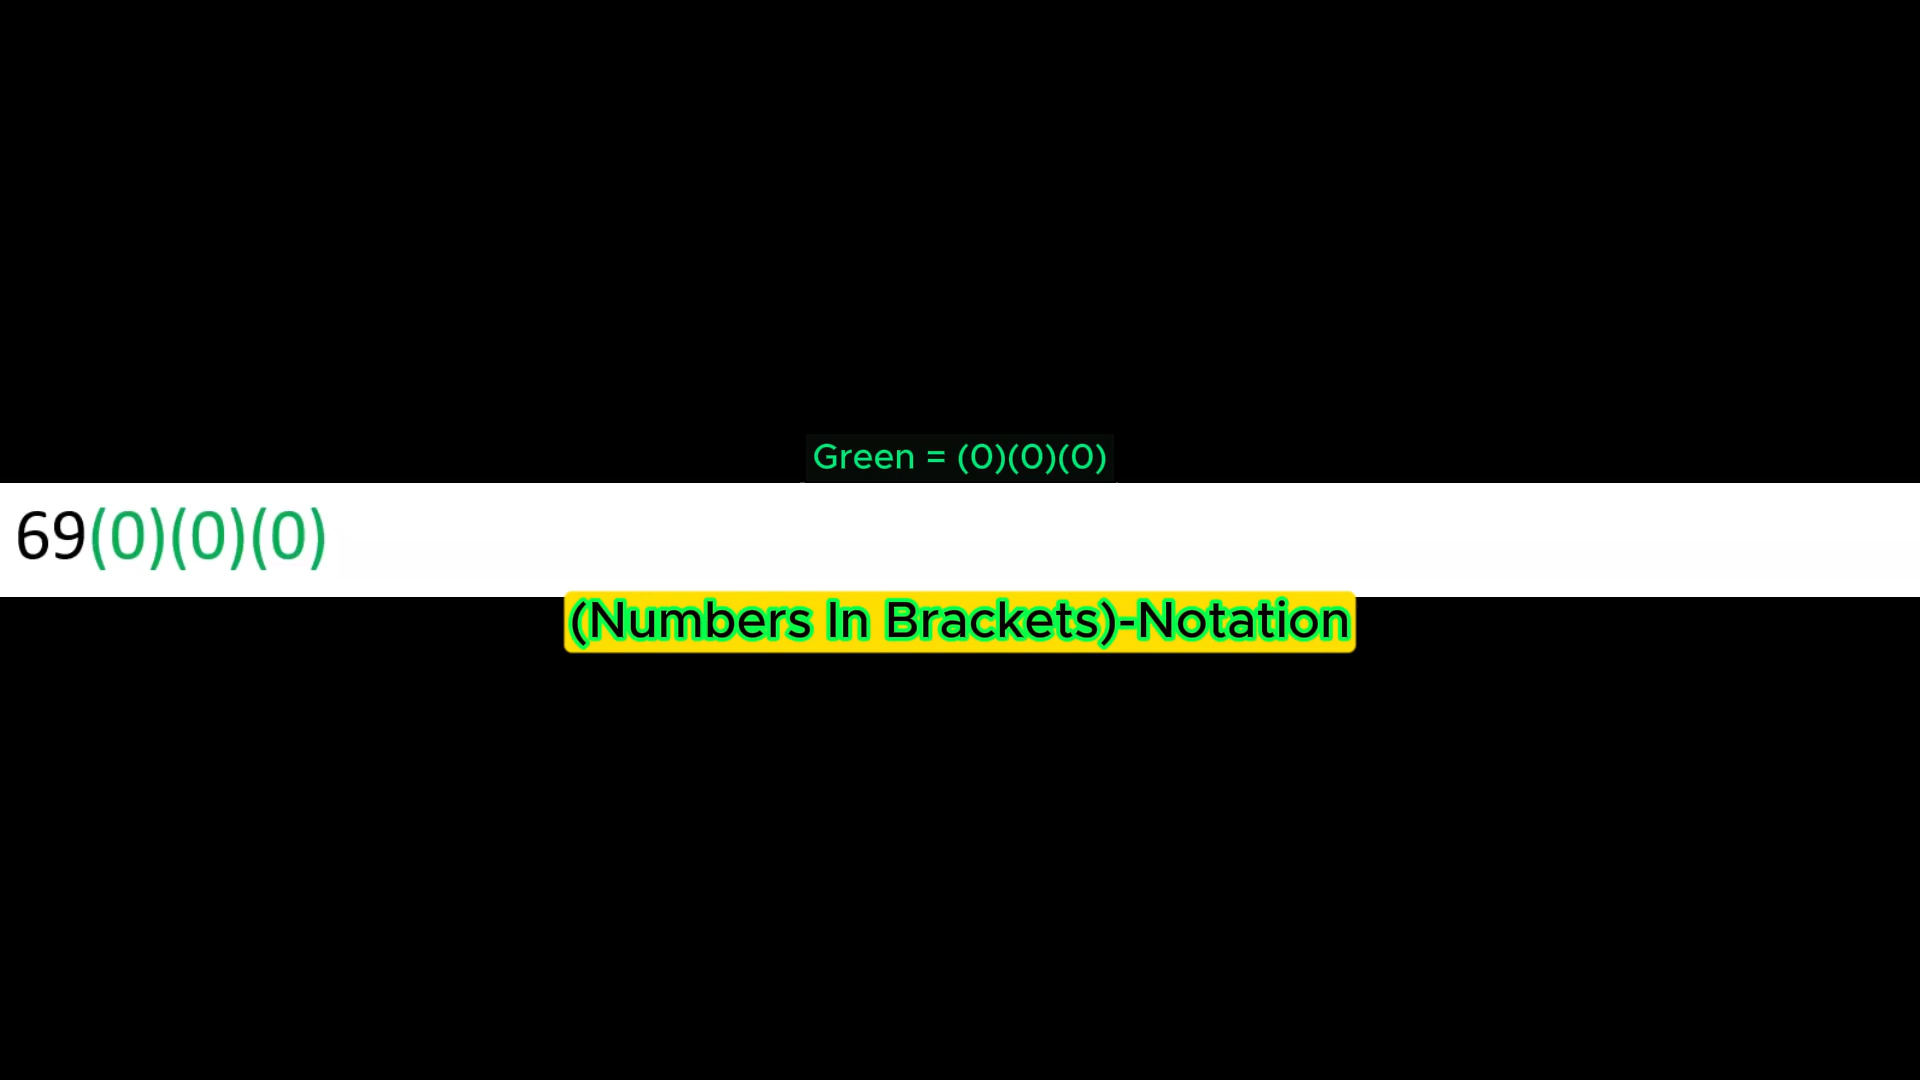 Green = (0)(0)(0)
69(0)(0)(0)
(Numbers In Brackets)-Notation